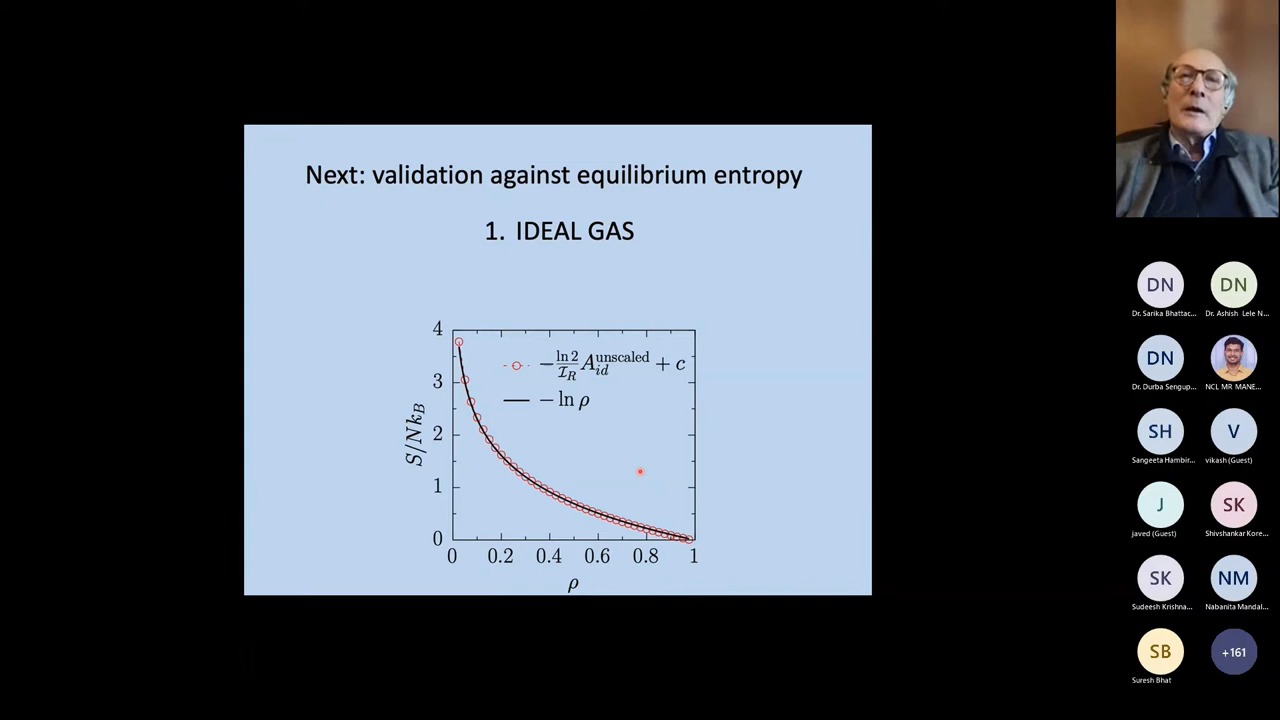 Next: validation against equilibrium entropy
1. IDEAL GAS
4
3
2
1
0
S/Nk_B
−\frac{ln 2}{I_R} A_{id}^{unscaled} + c
− ln ρ
0 0.2 0.4 0.6 0.8 1
ρ
DN DN
Dr. Sarika Bhattac... Dr. Ashish Lele N...
DN
Dr. Durba Sengup... NCL MR MANE...
SH V
Sangeeta Hambir... vikash (Guest)
J SK
javed (Guest) Shivshankar Kore...
SK NM
Sudeesh Krishna... Nabanita Mandal...
SB +161
Suresh Bhat